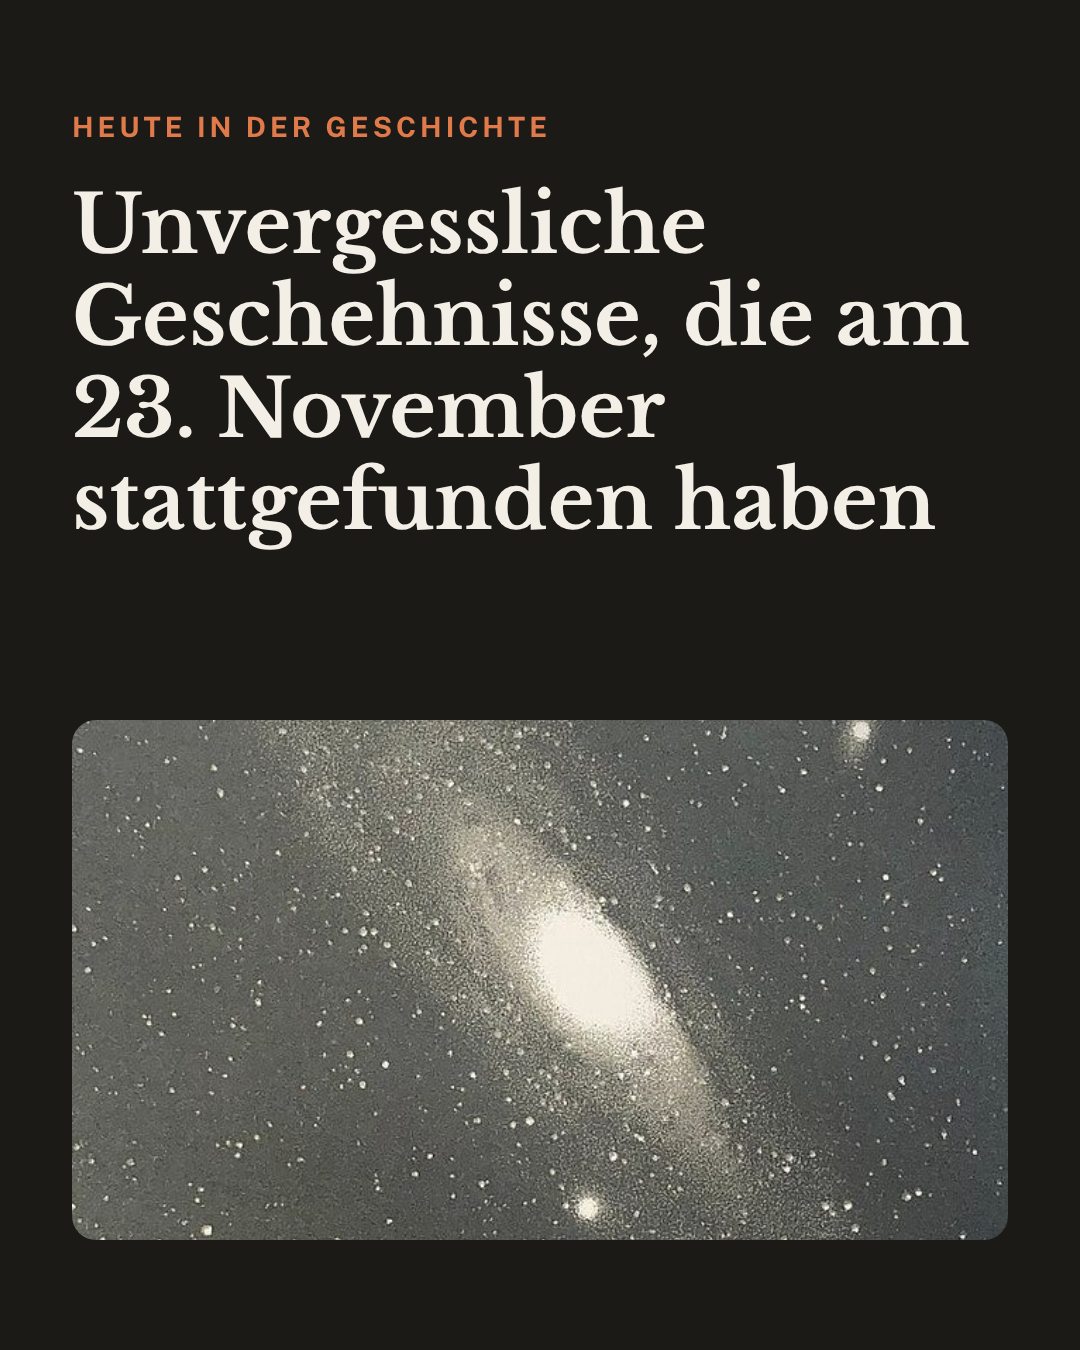 HEUTE IN DER GESCHICHTE
Unvergessliche
Geschehnisse, die am
23. November
stattgefunden haben